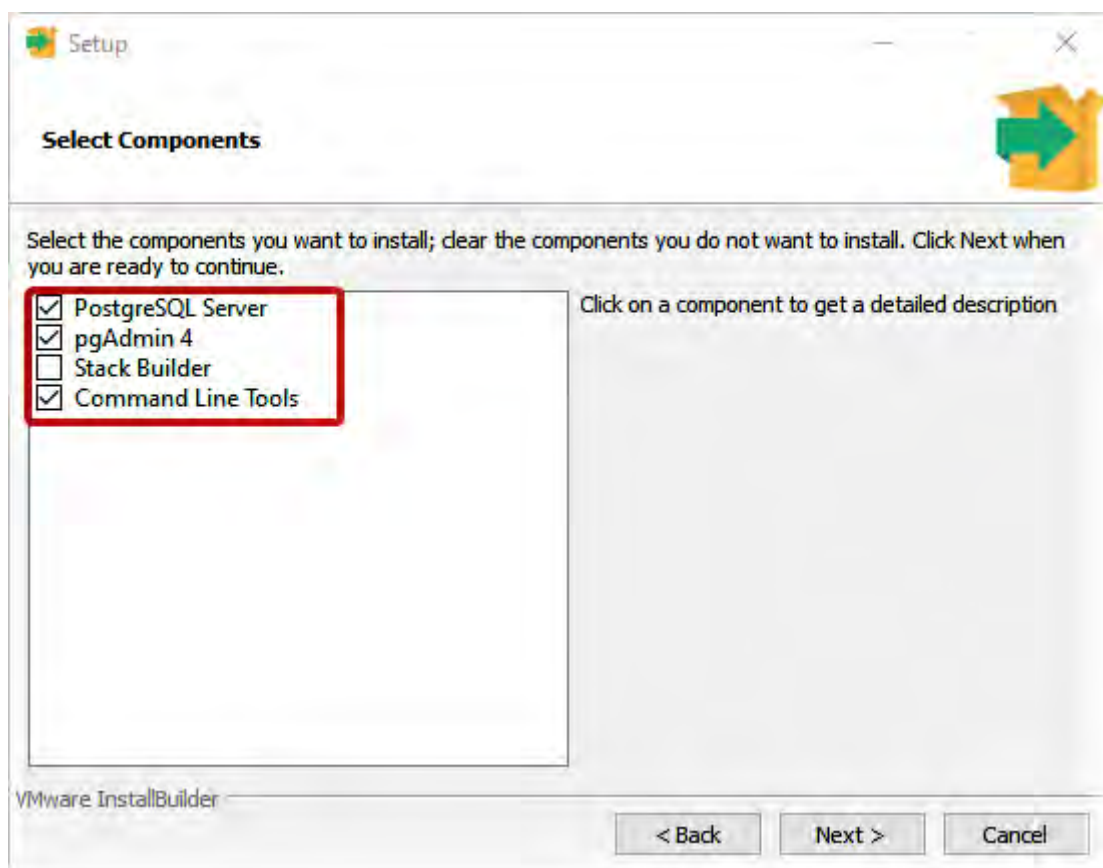 Setup
Select Components
Select the components you want to install; clear the components you do not want to install. Click Next when
you are ready to continue.
PostgreSQL Server
pgAdmin 4
Stack Builder
Command Line Tools
Click on a component to get a detailed description
VMware InstallBuilder
< Back
Next >
Cancel